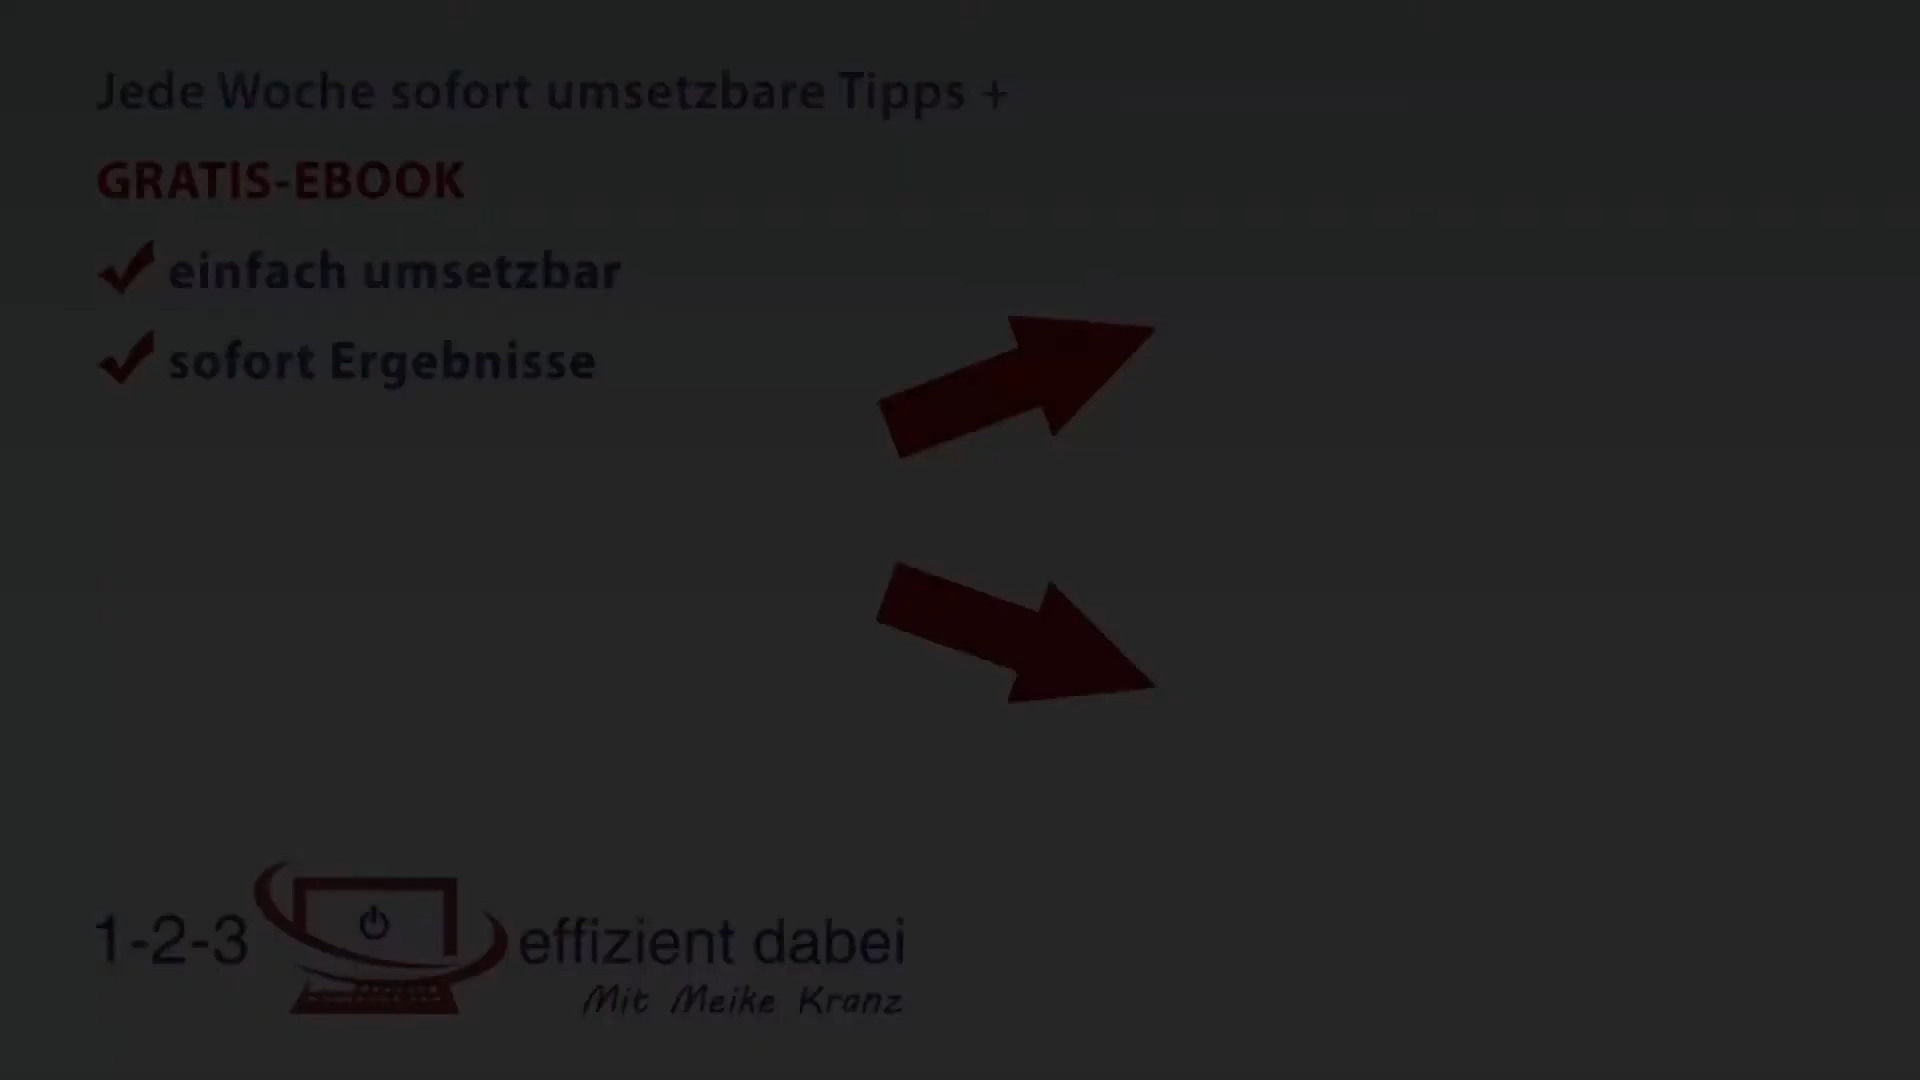 Jede Woche sofort umsetzbare Tipps +
GRATIS-EBOOK
einfach umsetzbar
sofort Ergebnisse
1-2-3 effizient dabei
Mit Meike Kranz